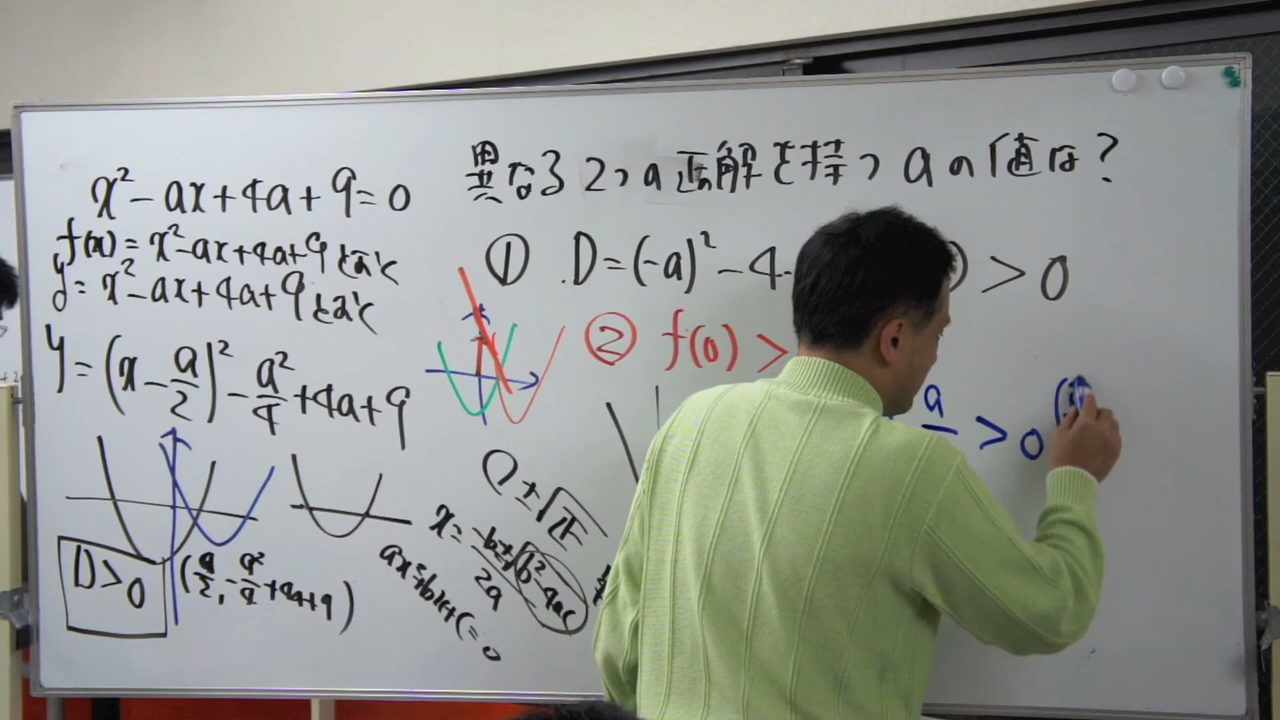 異なる2つの正解を持つaの値は?
x²-ax+4a+9=0
f(x)=x²-ax+4a+9とおく
y=x²-ax+4a+9とおく
y=(x-a/2)²-a²/4+4a+9
D>0
(a/2,-a²/4+4a+9)
① D=(-a)²-4
)>0
② f(0)>
a
>0
0±√正
x=-b±√b²-4ac/2a
ax²+bx+c=0